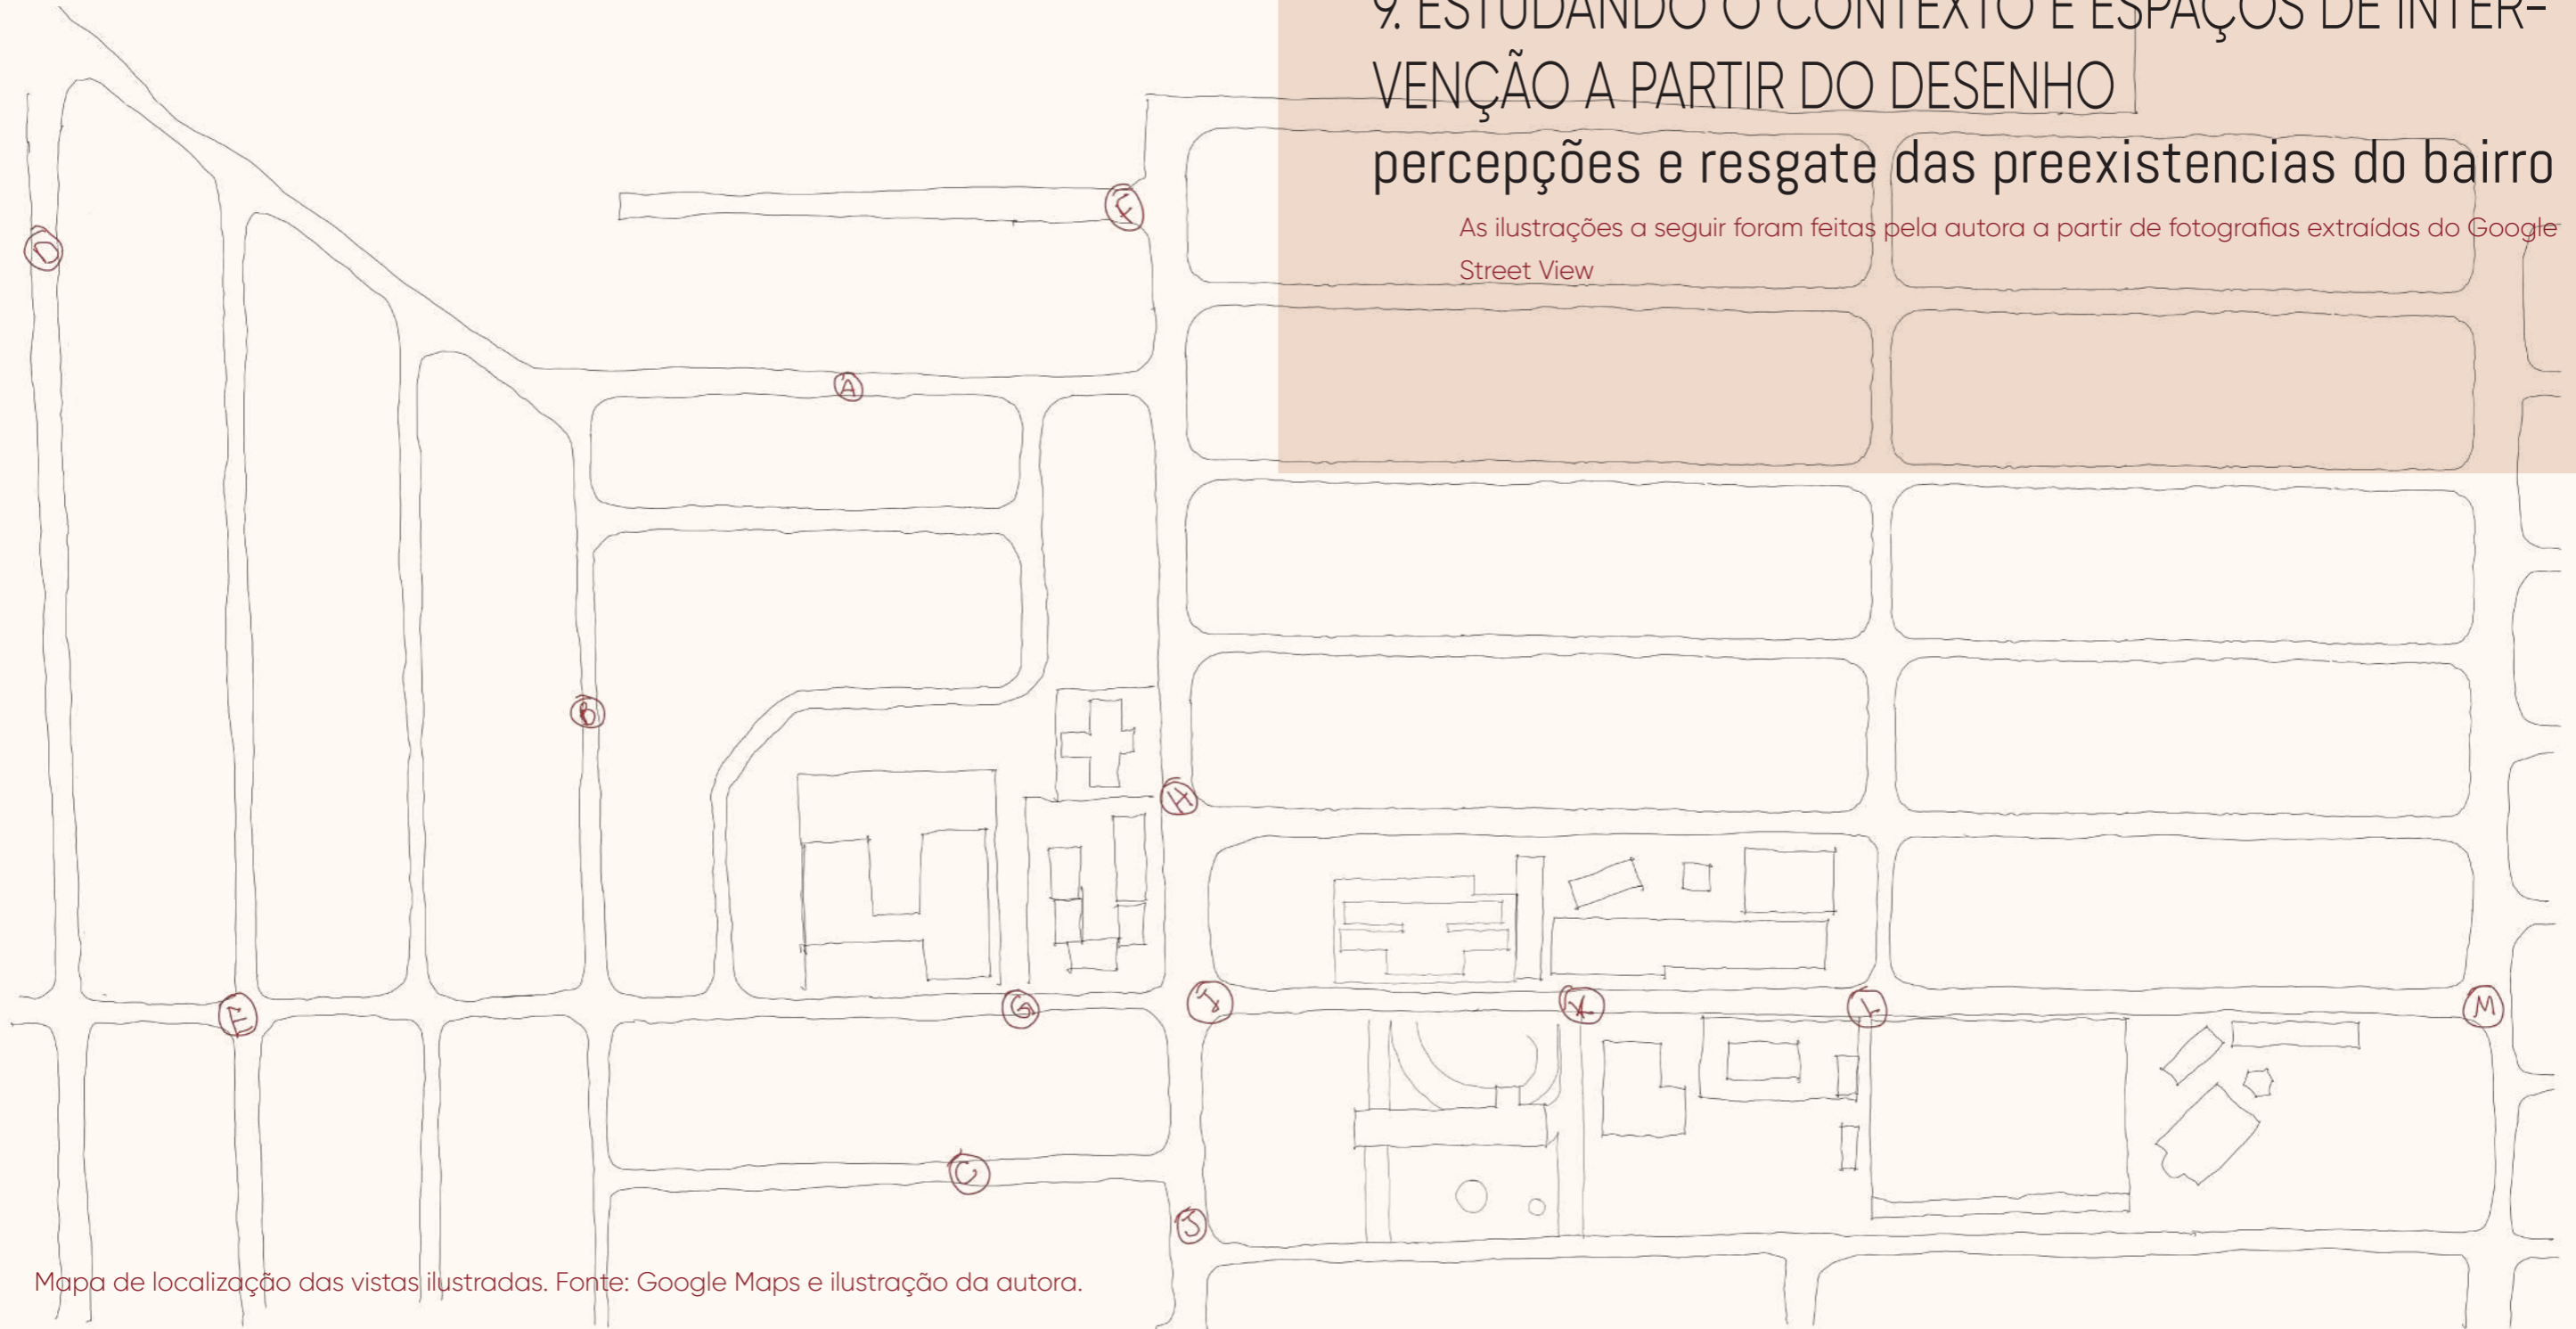 9. ESTUDANDO O CONTEXTO E ESPAÇOS DE INTER-
VENÇÃO A PARTIR DO DESENHO
percepções e resgate das preexistencias do bairro
As ilustrações a seguir foram feitas pela autora a partir de fotografias extraídas do Google
Street View
F
D
A
B
H
E
G
I
K
L
M
C
J
Mapa de localização das vistas ilustradas. Fonte: Google Maps e ilustração da autora.